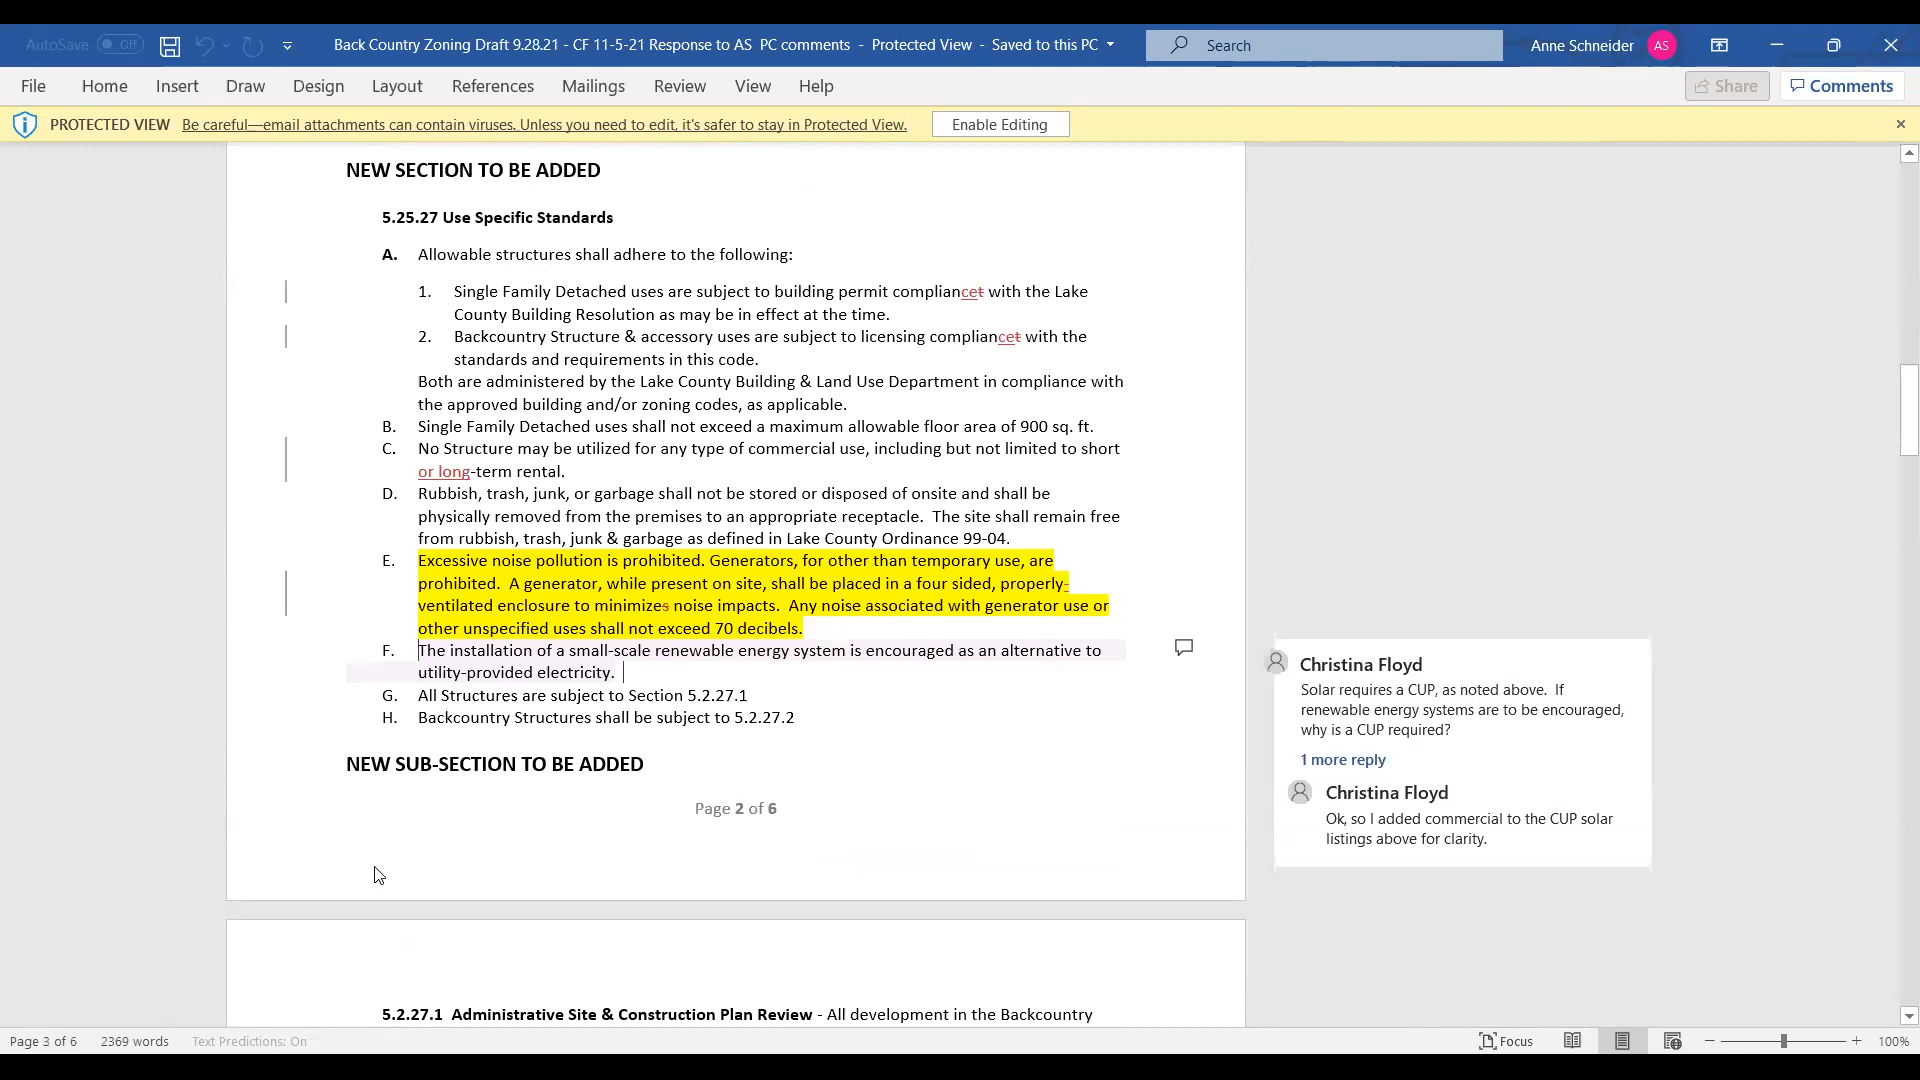 AutoSave Off
Back Country Zoning Draft 9.28.21 - CF 11-5-21 Response to AS PC comments - Protected View - Saved to this PC
Search
Anne Schneider AS
File Home Insert Draw Design Layout References Mailings Review View Help
Share Comments
PROTECTED VIEW Be careful—email attachments can contain viruses. Unless you need to edit, it's safer to stay in Protected View. Enable Editing
NEW SECTION TO BE ADDED
5.25.27 Use Specific Standards
A. Allowable structures shall adhere to the following:
1. Single Family Detached uses are subject to building permit compliancet with the Lake
County Building Resolution as may be in effect at the time.
2. Backcountry Structure & accessory uses are subject to licensing compliancet with the
standards and requirements in this code.
Both are administered by the Lake County Building & Land Use Department in compliance with
the approved building and/or zoning codes, as applicable.
B. Single Family Detached uses shall not exceed a maximum allowable floor area of 900 sq. ft.
C. No Structure may be utilized for any type of commercial use, including but not limited to short
or long-term rental.
D. Rubbish, trash, junk, or garbage shall not be stored or disposed of onsite and shall be
physically removed from the premises to an appropriate receptacle. The site shall remain free
from rubbish, trash, junk & garbage as defined in Lake County Ordinance 99-04.
E. Excessive noise pollution is prohibited. Generators, for other than temporary use, are
prohibited. A generator, while present on site, shall be placed in a four sided, properly-
ventilated enclosure to minimizes noise impacts. Any noise associated with generator use or
other unspecified uses shall not exceed 70 decibels.
F. The installation of a small-scale renewable energy system is encouraged as an alternative to
utility-provided electricity.
G. All Structures are subject to Section 5.2.27.1
H. Backcountry Structures shall be subject to 5.2.27.2
NEW SUB-SECTION TO BE ADDED
Page 2 of 6
Christina Floyd
Solar requires a CUP, as noted above. If
renewable energy systems are to be encouraged,
why is a CUP required?
1 more reply
Christina Floyd
Ok, so I added commercial to the CUP solar
listings above for clarity.
5.2.27.1 Administrative Site & Construction Plan Review - All development in the Backcountry
Page 3 of 6 2369 words Text Predictions: On
Focus
100%